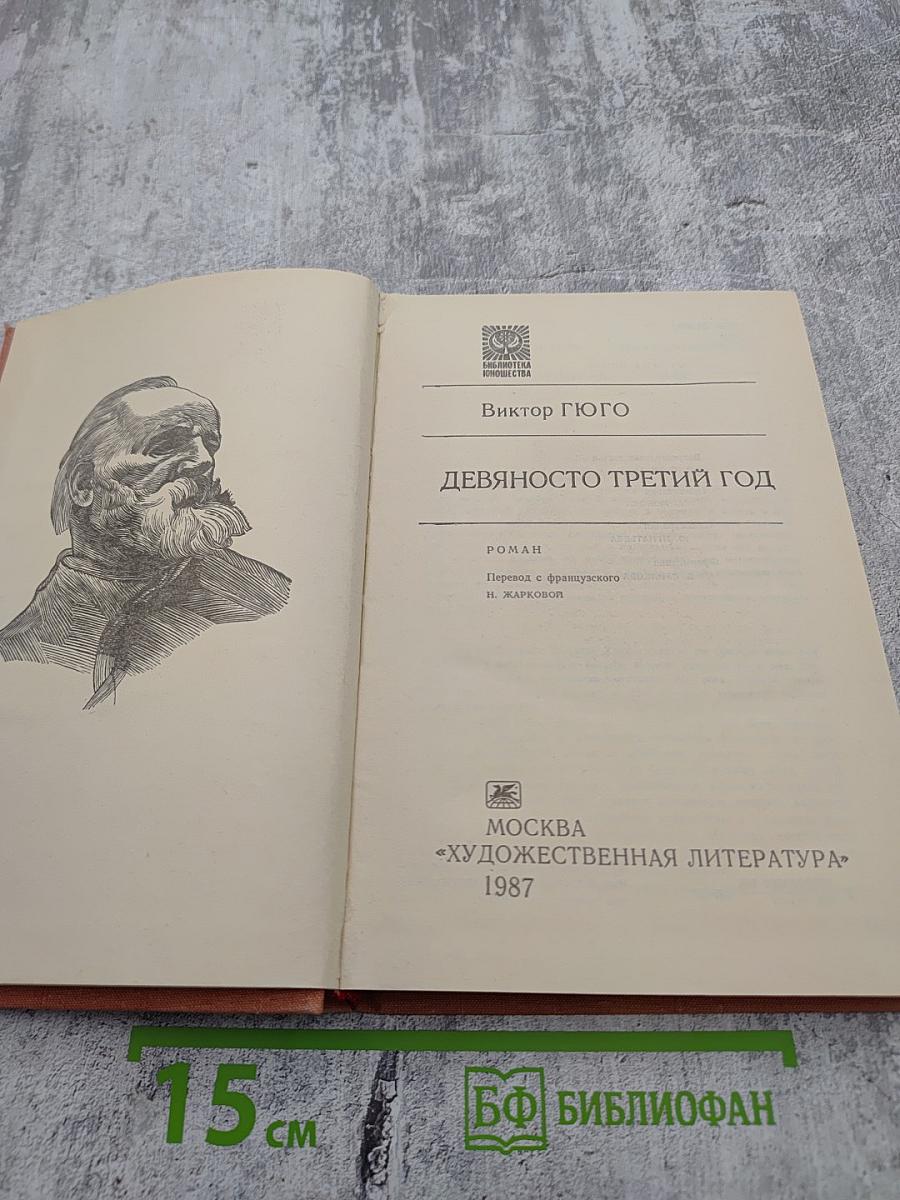 БИБЛИОТЕКА
ЮНОШЕСТВА
Виктор ГЮГО
ДЕВЯНОСТО ТРЕТИЙ ГОД
РОМАН
Перевод с французского
Н. ЖАРКОВОЙ
МОСКВА
«ХУДОЖЕСТВЕННАЯ ЛИТЕРАТУРА»
1987
15 см
БФ БИБЛИОФАН